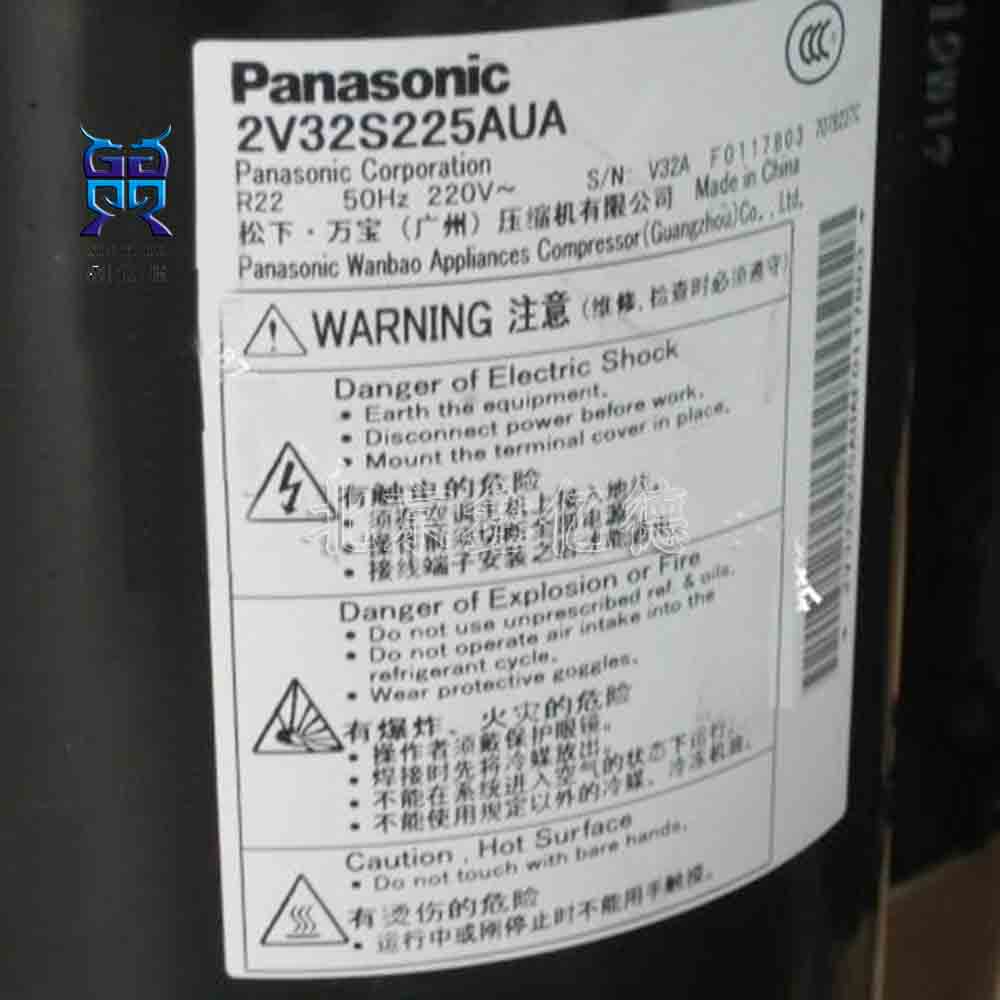 Panasonic
2V32S225AUA
Panasonic Corporation
S/N: V32A F0117803 7078237C
R22 50Hz 220V~
Made in China
松下·万宝（广州）压缩机有限公司
Panasonic Wanbao Appliances Compressor(Guangzhou)Co.,Ltd.
WARNING 注意 (维修,检查时必须遵守)
Danger of Electric Shock
• Earth the equipment.
• Disconnect power before work.
• Mount the terminal cover in place.
有触电的危险
接线端子安装之后
北京鑫亿德
Danger of Explosion or Fire
• Do not use unprescribed ref. & oils.
• Do not operate air intake into the
refrigerant cycle.
• Wear protective goggles.
有爆炸、火灾的危险
• 操作者须戴保护眼镜。
• 焊接时先将冷媒放出。
• 不能在系统进入空气的状态下运行。
• 不能使用规定以外的冷媒、冷冻机油。
Caution , Hot Surface
• Do not touch with bare hands.
有烫伤的危险
• 运行中或刚停止时不能用手触摸。